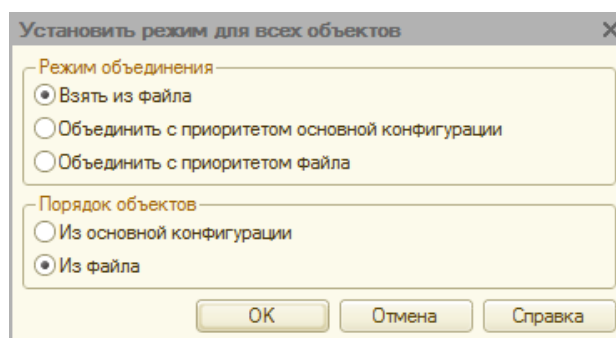 Установить режим для всех объектов
Режим объединения
Взять из файла
Объединить с приоритетом основной конфигурации
Объединить с приоритетом файла
Порядок объектов
Из основной конфигурации
Из файла
OK Отмена Справка